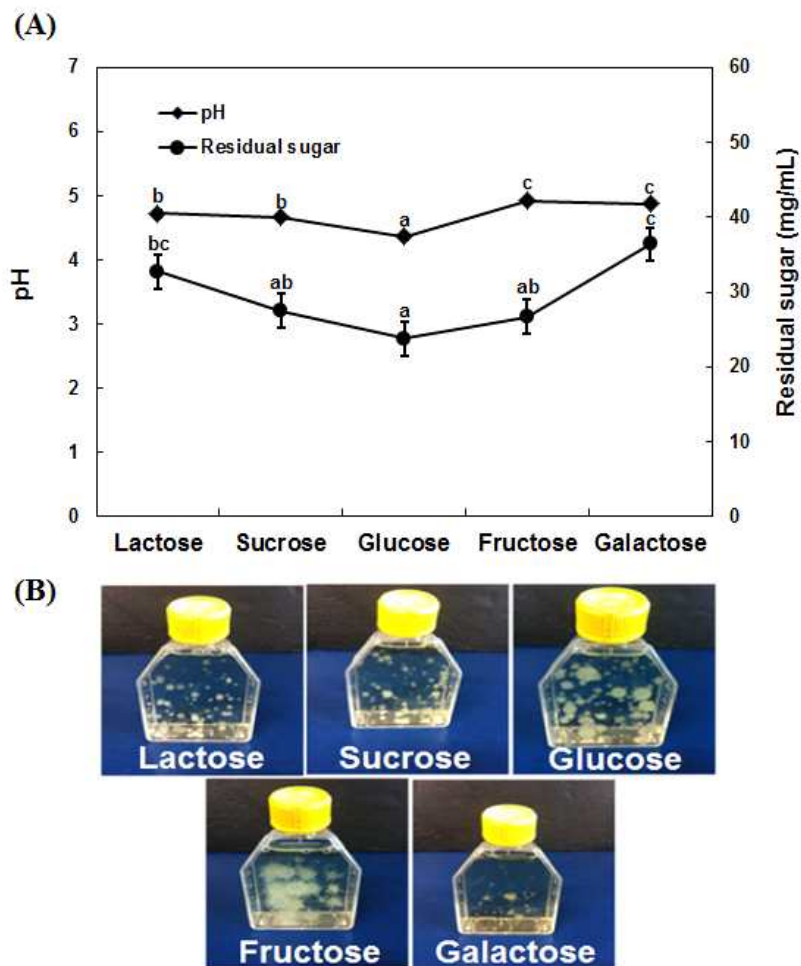 (A)
7
6
5
4
3
2
1
0
pH
60
50
40
30
20
10
0
Residual sugar (mg/mL)
pH
Residual sugar
b b a c c
bc ab a ab c
Lactose Sucrose Glucose Fructose Galactose
(B)
Lactose Sucrose Glucose
Fructose Galactose